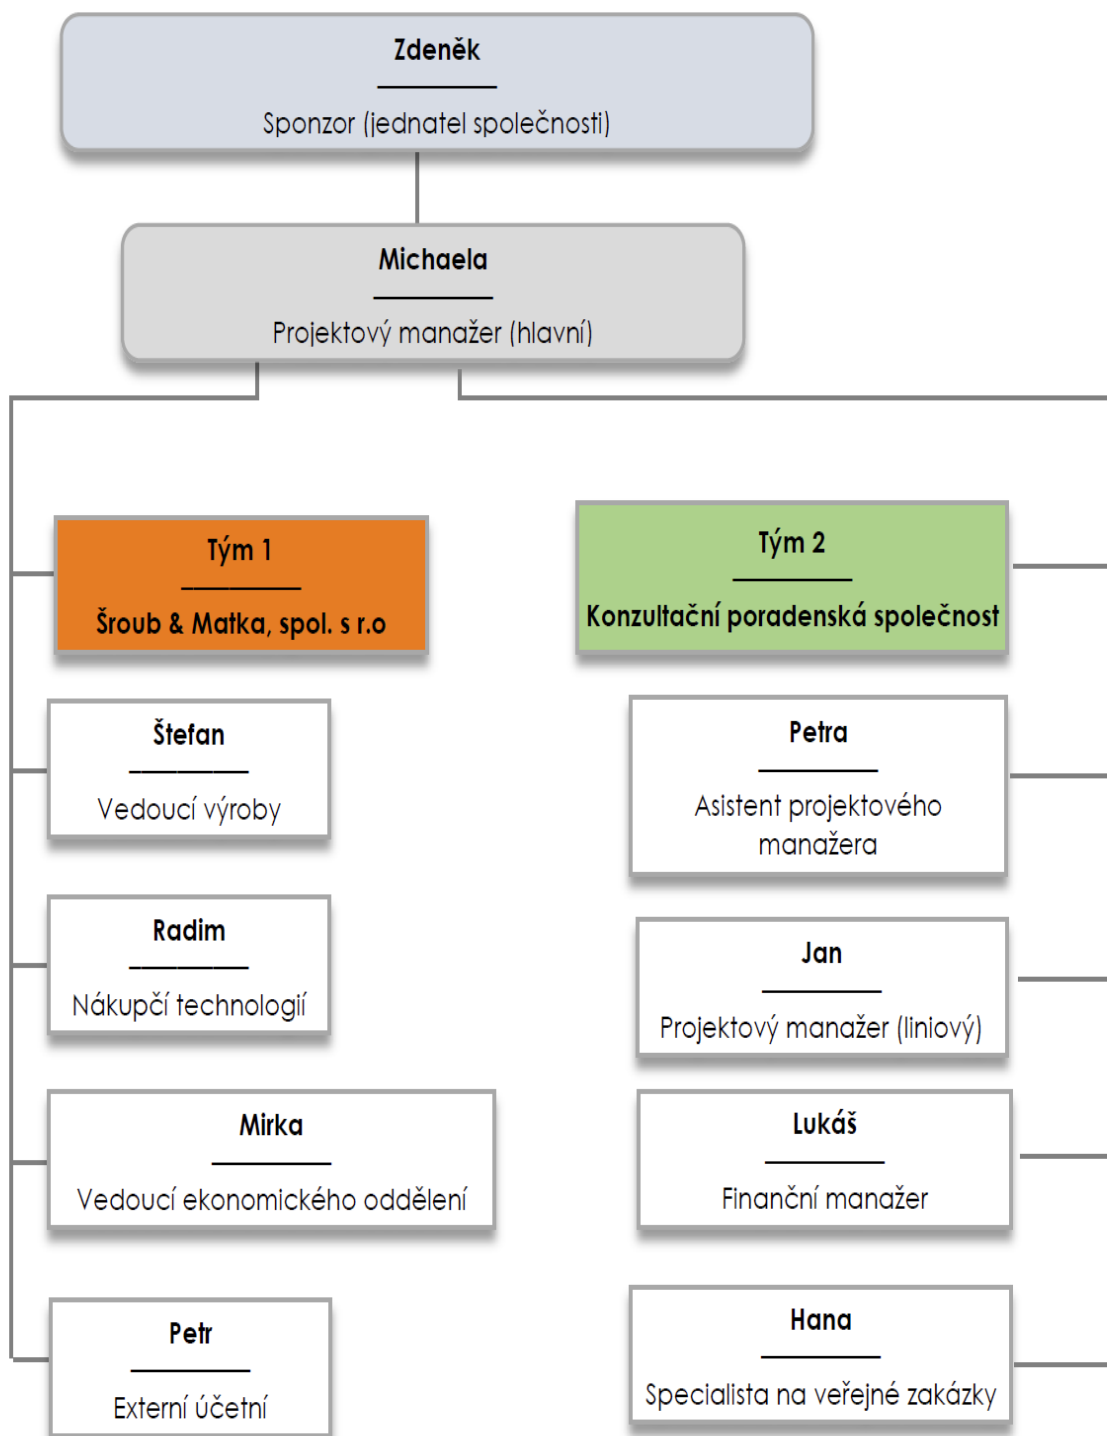 Zdeněk
Sponzor (jednatel společnosti)
Michaela
Projektový manažer (hlavní)
Tým 1
Šroub & Matka, spol. s r.o
Štefan
Vedoucí výroby
Radim
Nákupčí technologií
Mirka
Vedoucí ekonomického oddělení
Petr
Externí účetní
Tým 2
Konzultační poradenská společnost
Petra
Asistent projektového
manažera
Jan
Projektový manažer (liniový)
Lukáš
Finanční manažer
Hana
Specialista na veřejné zakázky